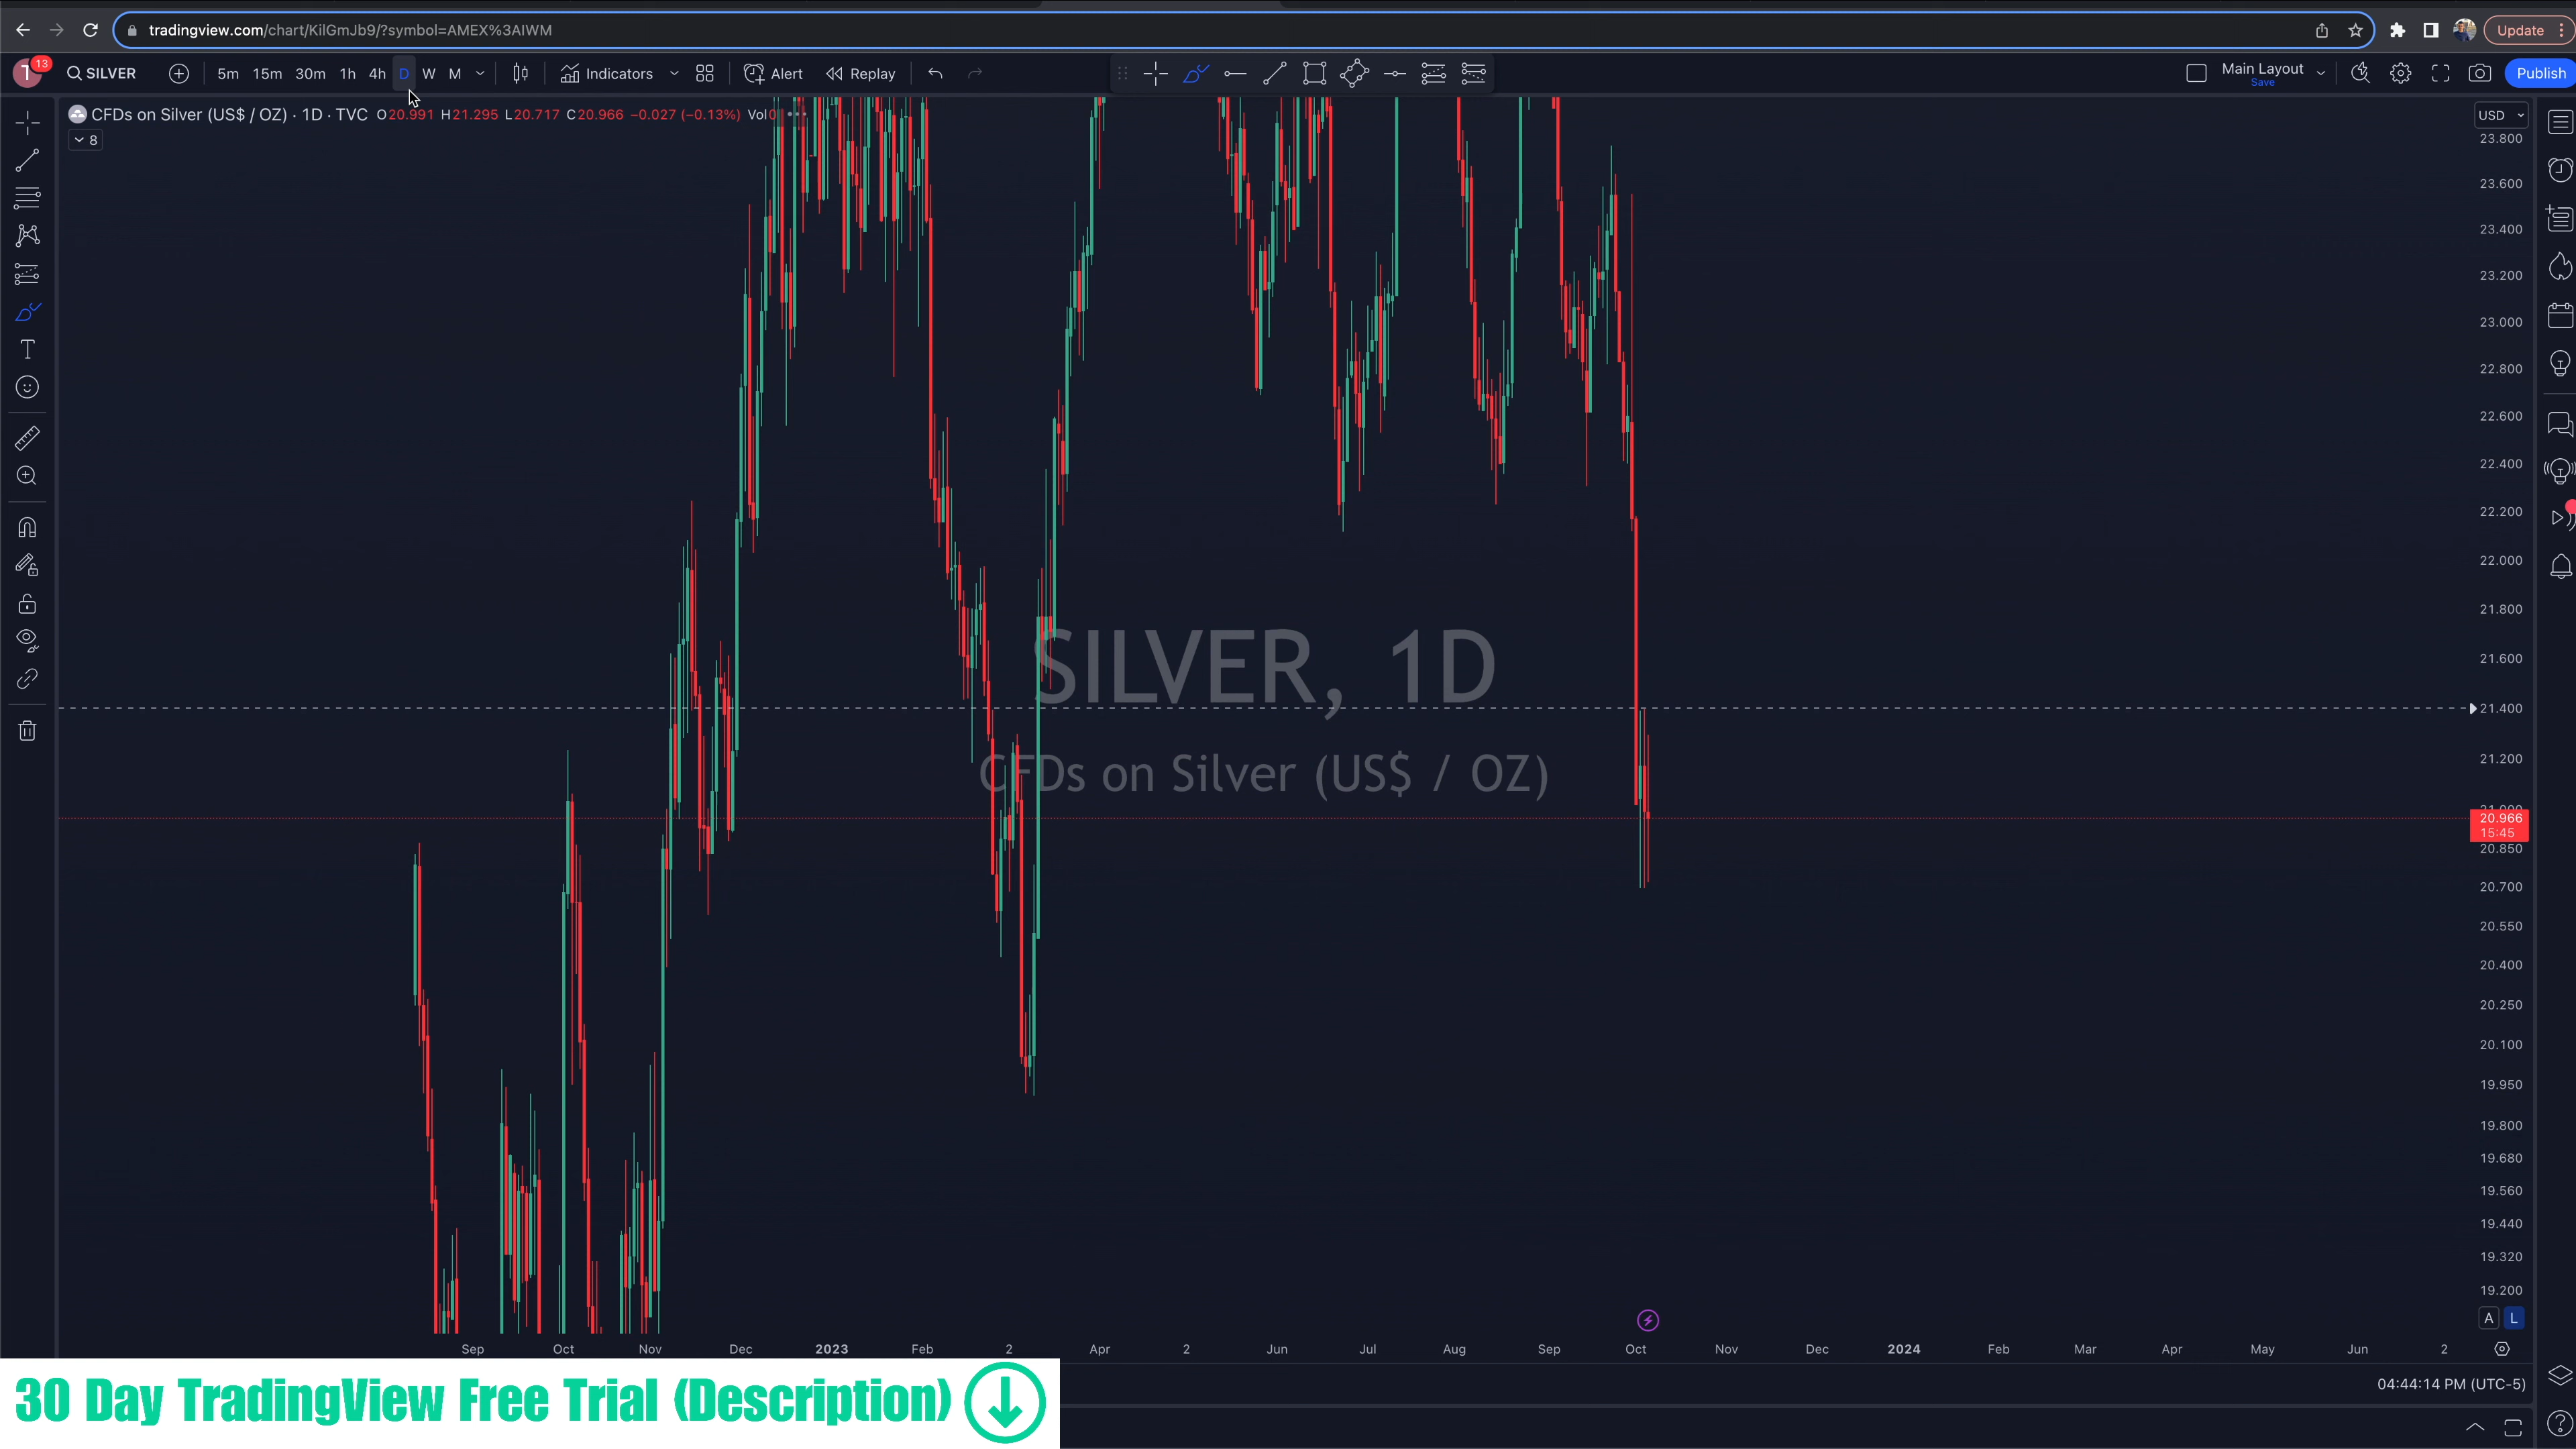 tradingview.com/chart/KilGmJb9/?symbol=AMEX%3AIWM
Update
T 13 SILVER 5m 15m 30m 1h 4h D W M Indicators Alert Replay Main Layout Save Publish
CFDs on Silver (US$ / OZ) · 1D · TVC O20.991 H21.295 L20.717 C20.966 −0.027 (−0.13%) Vol0
8
USD
23.800
23.600
23.400
23.200
23.000
22.800
22.600
22.400
22.200
22.000
21.800
21.600
21.400
21.200
21.000
20.966
15:45
20.850
20.700
20.550
20.400
20.250
20.100
19.950
19.800
19.680
19.560
19.440
19.320
19.200
SILVER, 1D
CFDs on Silver (US$ / OZ)
A L
Sep Oct Nov Dec 2023 Feb 2 Apr 2 Jun Jul Aug Sep Oct Nov Dec 2024 Feb Mar Apr May Jun 2
04:44:14 PM (UTC-5)
30 Day TradingView Free Trial (Description)